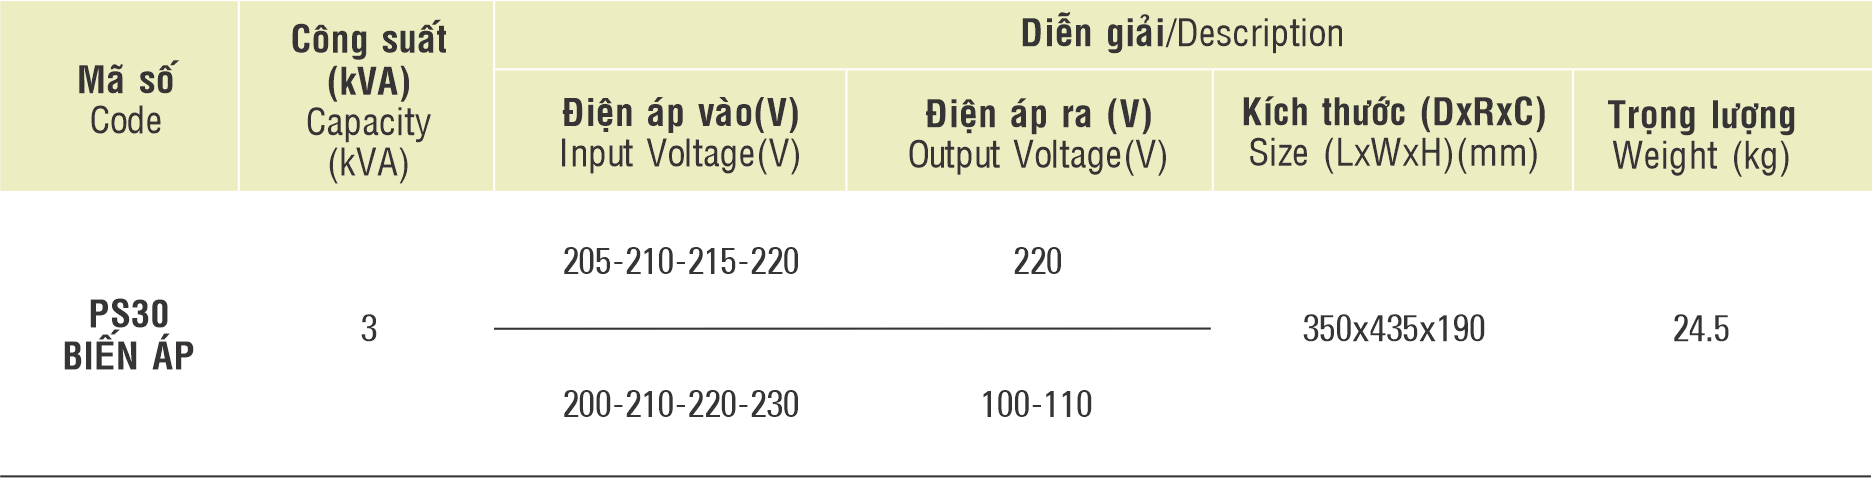 Mã số
Code
Công suất
(kVA)
Capacity
(kVA)
Diễn giải/Description
Điện áp vào(V)
Input Voltage(V)
Điện áp ra (V)
Output Voltage(V)
Kích thước (DxRxC)
Size (LxWxH)(mm)
Trọng lượng
Weight (kg)
PS30
BIẾN ÁP
3
205-210-215-220
220
200-210-220-230
100-110
350x435x190
24.5